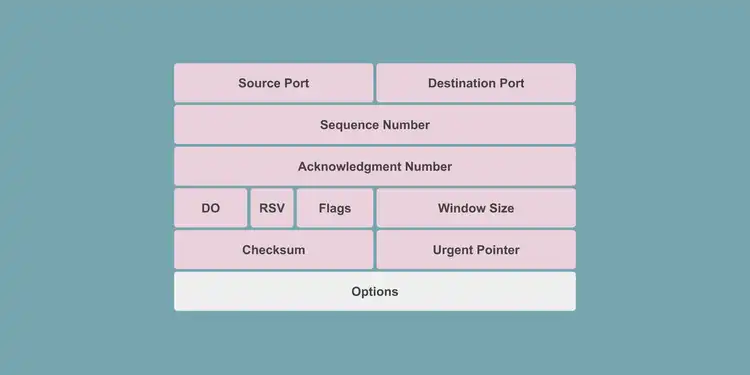 Source Port Destination Port
Sequence Number
Acknowledgment Number
DO RSV Flags Window Size
Checksum Urgent Pointer
Options